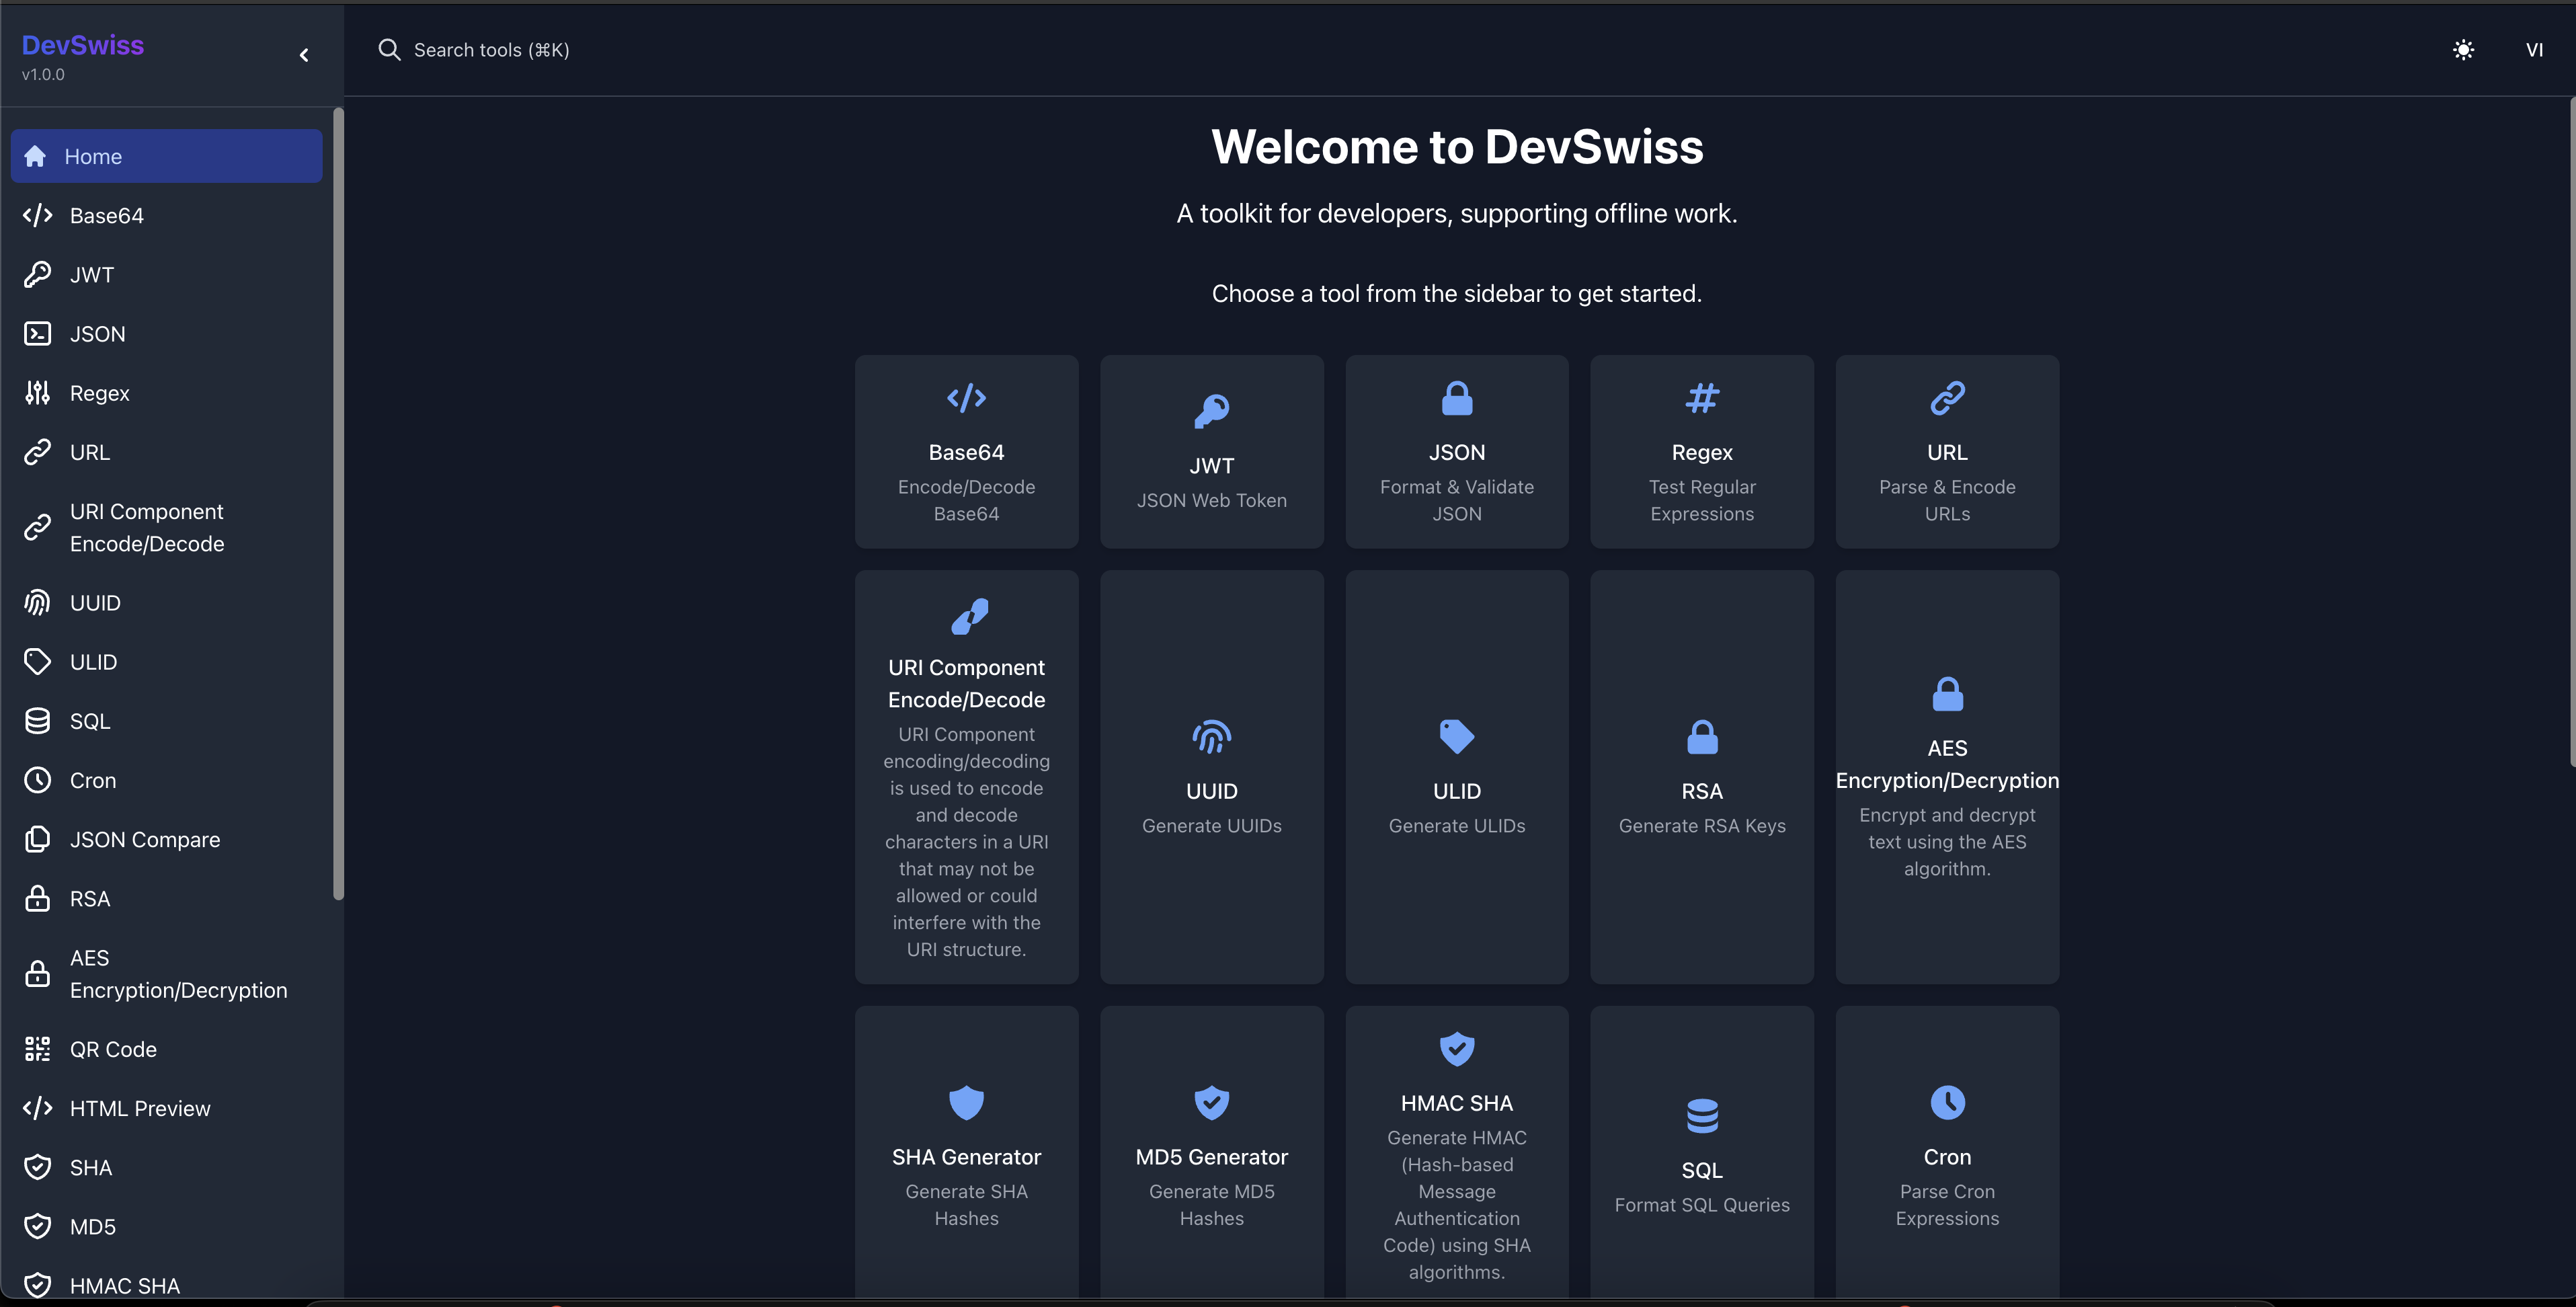 DevSwiss
v1.0.0
Search tools (⌘K)
VI
Home
Base64
JWT
JSON
Regex
URL
URI Component
Encode/Decode
UUID
ULID
SQL
Cron
JSON Compare
RSA
AES
Encryption/Decryption
QR Code
HTML Preview
SHA
MD5
HMAC SHA
Welcome to DevSwiss
A toolkit for developers, supporting offline work.
Choose a tool from the sidebar to get started.
Base64
Encode/Decode
Base64
JWT
JSON Web Token
JSON
Format & Validate
JSON
Regex
Test Regular
Expressions
URL
Parse & Encode
URLs
URI Component
Encode/Decode
URI Component
encoding/decoding
is used to encode
and decode
characters in a URI
that may not be
allowed or could
interfere with the
URI structure.
UUID
Generate UUIDs
ULID
Generate ULIDs
RSA
Generate RSA Keys
AES
Encryption/Decryption
Encrypt and decrypt
text using the AES
algorithm.
SHA Generator
Generate SHA
Hashes
MD5 Generator
Generate MD5
Hashes
HMAC SHA
Generate HMAC
(Hash-based
Message
Authentication
Code) using SHA
algorithms.
SQL
Format SQL Queries
Cron
Parse Cron
Expressions